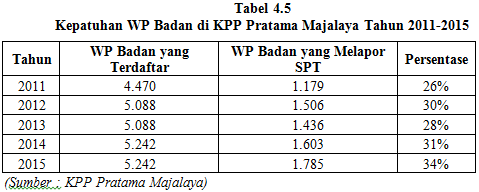 Tabel 4.5
Kepatuhan WP Badan di KPP Pratama Majalaya Tahun 2011-2015
Tahun WP Badan yang Terdaftar WP Badan yang Melapor SPT Persentase
2011 4.470 1.179 26%
2012 5.088 1.506 30%
2013 5.088 1.436 28%
2014 5.242 1.603 31%
2015 5.242 1.785 34%
(Sumber : KPP Pratama Majalaya)